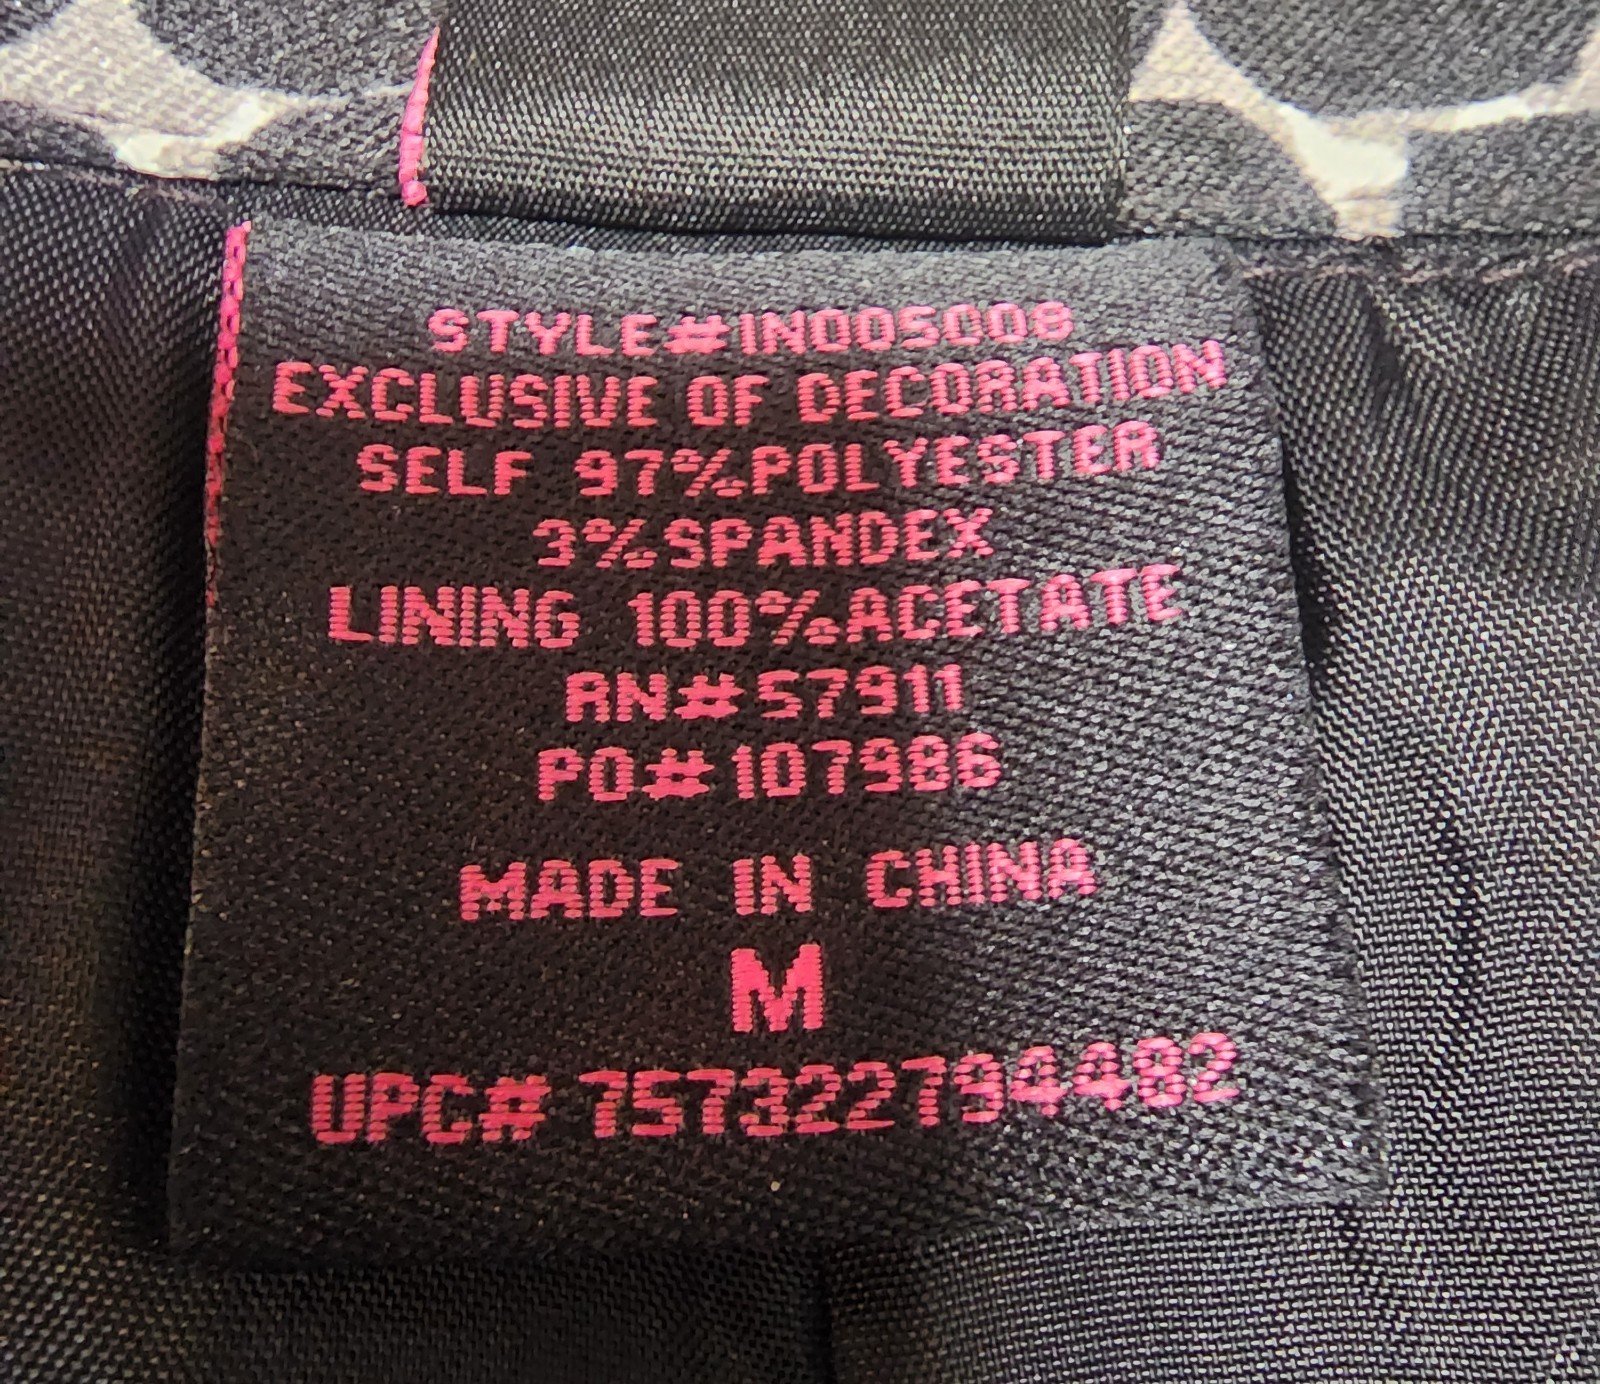 STYLE#IN005008
EXCLUSIVE OF DECORATION
SELF 97%POLYESTER
3%SPANDEX
LINING 100%ACETATE
RN#57911
PO#107986
MADE IN CHINA
M
UPC#757322794482